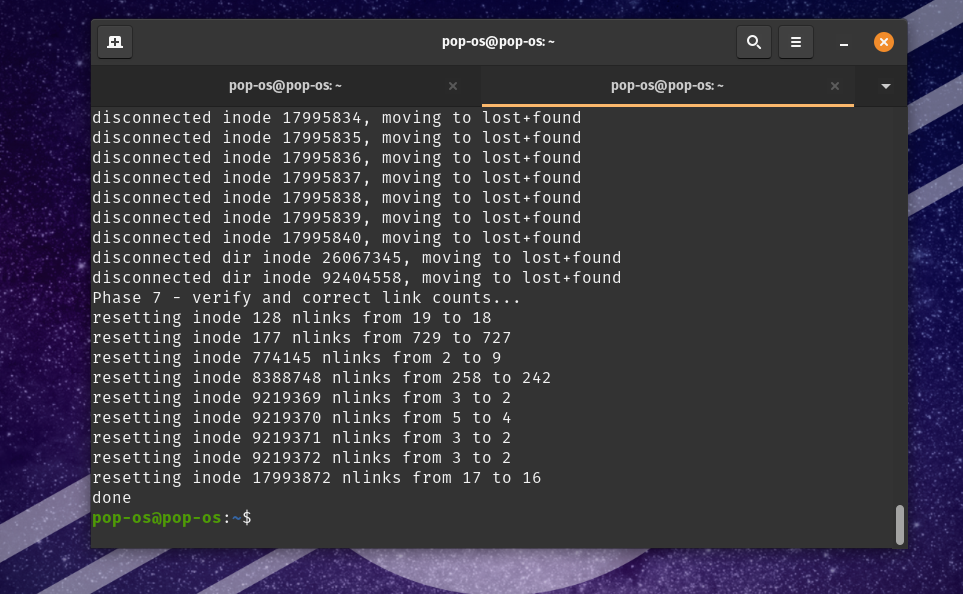 pop-os@pop-os: ~
pop-os@pop-os: ~
pop-os@pop-os: ~
disconnected inode 17995834, moving to lost+found
disconnected inode 17995835, moving to lost+found
disconnected inode 17995836, moving to lost+found
disconnected inode 17995837, moving to lost+found
disconnected inode 17995838, moving to lost+found
disconnected inode 17995839, moving to lost+found
disconnected inode 17995840, moving to lost+found
disconnected dir inode 26067345, moving to lost+found
disconnected dir inode 92404558, moving to lost+found
Phase 7 - verify and correct link counts...
resetting inode 128 nlinks from 19 to 18
resetting inode 177 nlinks from 729 to 727
resetting inode 774145 nlinks from 2 to 9
resetting inode 8388748 nlinks from 258 to 242
resetting inode 9219369 nlinks from 3 to 2
resetting inode 9219370 nlinks from 5 to 4
resetting inode 9219371 nlinks from 3 to 2
resetting inode 9219372 nlinks from 3 to 2
resetting inode 17993872 nlinks from 17 to 16
done
pop-os@pop-os:~$